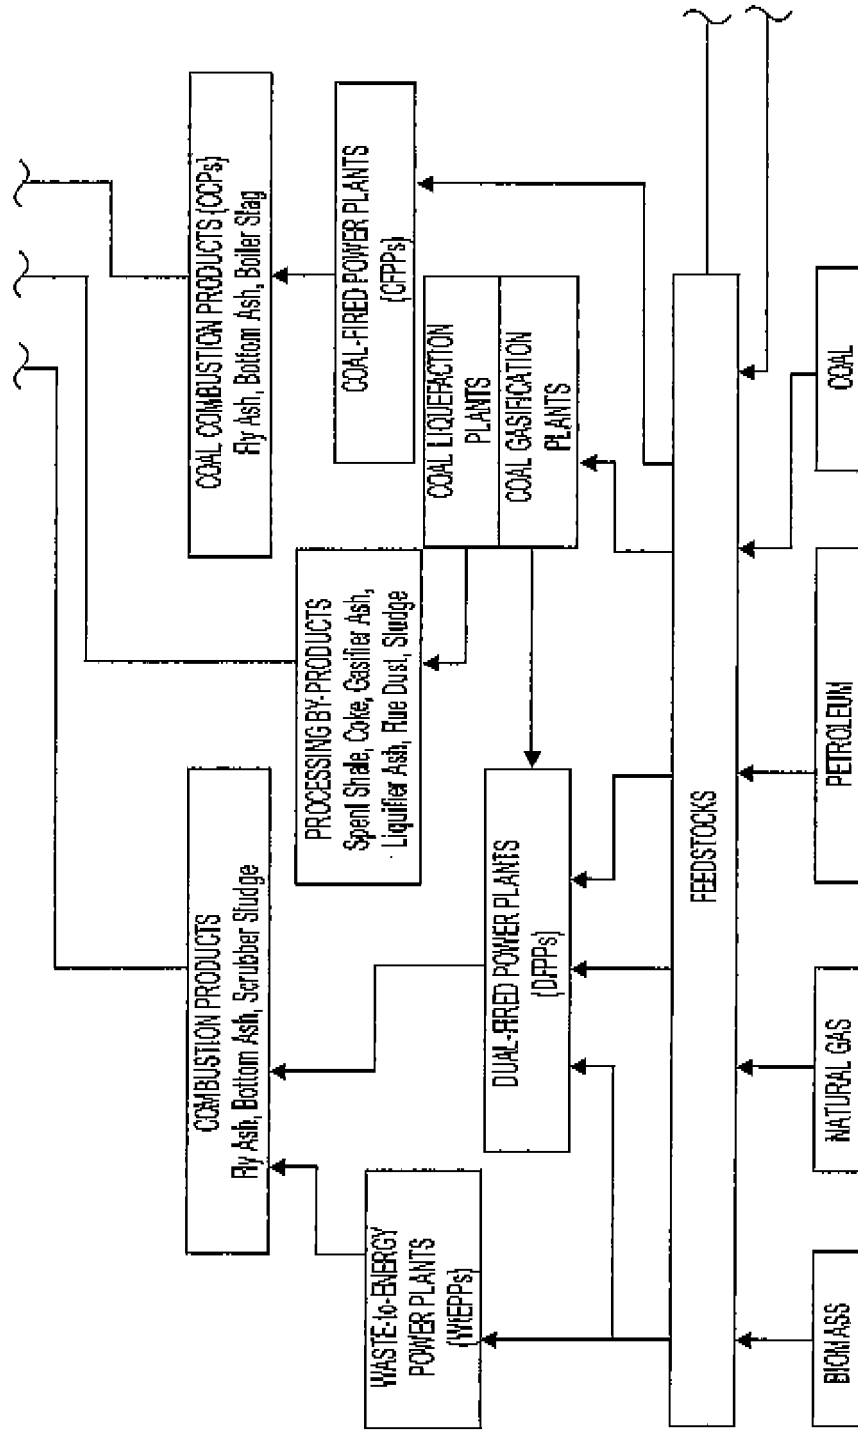 COMBUSTION PRODUCTS
Fly Ash, Bottom Ash, Scrubber Sludge
COAL COMBUSTION PRODUCTS (CCPs)
Fly Ash, Bottom Ash, Boiler Slag
PROCESSING BY-PRODUCTS
Spent Shale, Coke, Gasifier Ash,
Liquifier Ash, Flue Dust, Sludge
COAL-FIRED POWER PLANTS
(CFPPs)
WASTE-to-ENERGY
POWER PLANTS
(WtEPPs)
COAL LIQUEFACTION
PLANTS
COAL GASIFICATION
PLANTS
DUAL-FIRED POWER PLANTS
(DFPPs)
FEEDSTOCKS
BIOMASS
NATURAL GAS
PETROLEUM
COAL